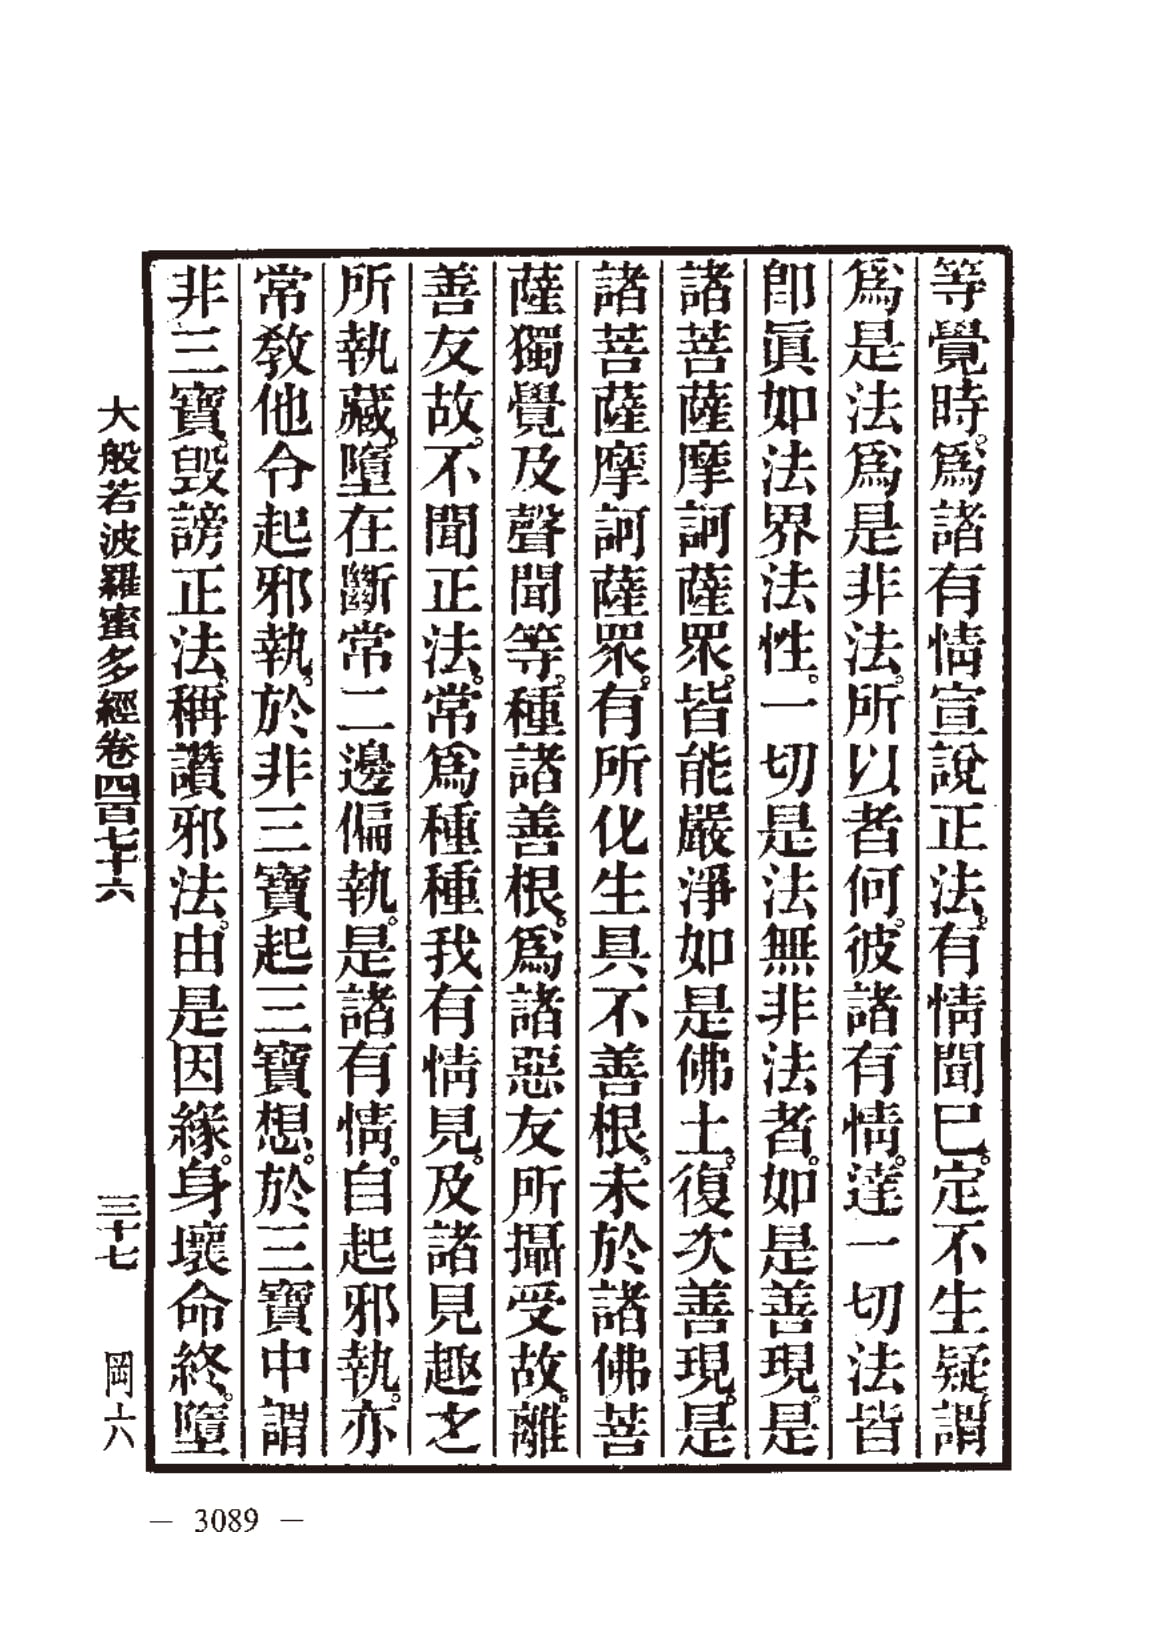 等覺時。爲諸有情宣說正法。有情聞已。定不生疑。謂
爲是法爲是非法。所以者何。彼諸有情。達一切法皆
卽眞如法界法性。一切是法無非法者。如是善現。是
諸菩薩摩訶薩眾。皆能嚴淨如是佛土。復次善現。是
諸菩薩摩訶薩眾。有所化生具不善根。未於諸佛菩
薩獨覺及聲聞等。種諸善根。爲諸惡友所攝受故。離
善友故。不聞正法。常爲種種我有情見。及諸見趣之
所執藏。墮在斷常二邊偏執。是諸有情。自起邪執。亦
常敎他令起邪執。於非三寶起三寶想。於三寶中謂
非三寶。毀謗正法。稱讚邪法。由是因緣。身壞命終。墮
大般若波羅蜜多經卷四百七十六 三十七 岡六
— 3089 —